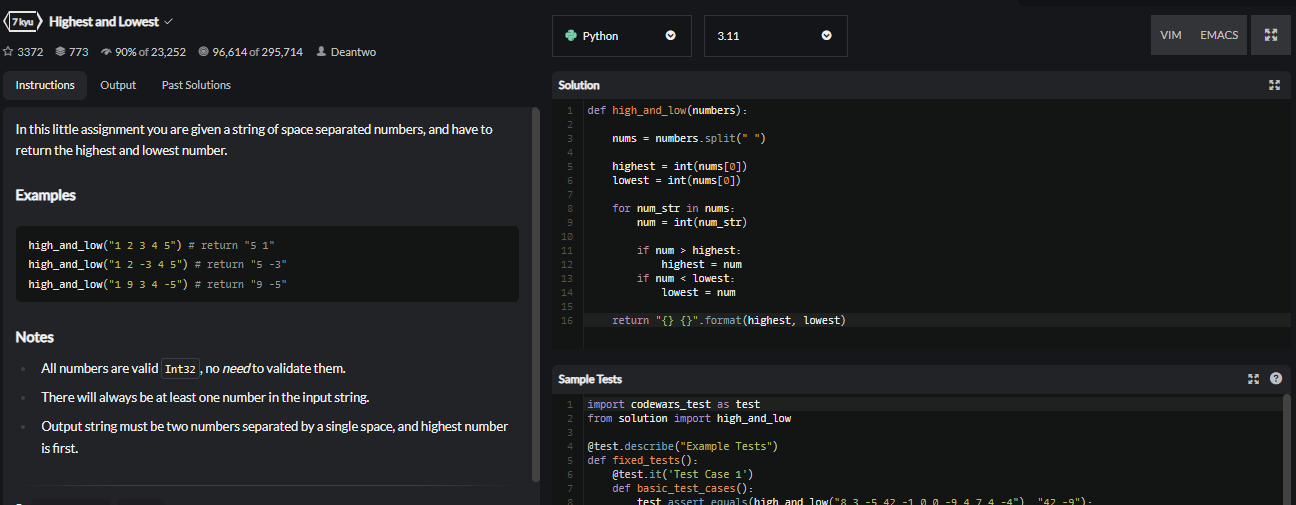 7 kyu Highest and Lowest
3372 773 90% of 23,252 96,614 of 295,714 Deantwo
Instructions Output Past Solutions
In this little assignment you are given a string of space separated numbers, and have to
return the highest and lowest number.
Examples
high_and_low("1 2 3 4 5") # return "5 1"
high_and_low("1 2 -3 4 5") # return "5 -3"
high_and_low("1 9 3 4 -5") # return "9 -5"
Notes
All numbers are valid Int32, no need to validate them.
There will always be at least one number in the input string.
Output string must be two numbers separated by a single space, and highest number
is first.
Python 3.11 VIM EMACS
Solution
1 def high_and_low(numbers):
2
3 nums = numbers.split(" ")
4
5 highest = int(nums[0])
6 lowest = int(nums[0])
7
8 for num_str in nums:
9 num = int(num_str)
10
11 if num > highest:
12 highest = num
13 if num < lowest:
14 lowest = num
15
16 return "{} {}".format(highest, lowest)
Sample Tests
1 import codewars_test as test
2 from solution import high_and_low
3
4 @test.describe("Example Tests")
5 def fixed_tests():
6 @test.it('Test Case 1')
7 def basic_test_cases():
8 test.assert_equals(high_and_low("8 3 -5 42 -1 0 0 -9 4 7 4 -4"), "42 -9");